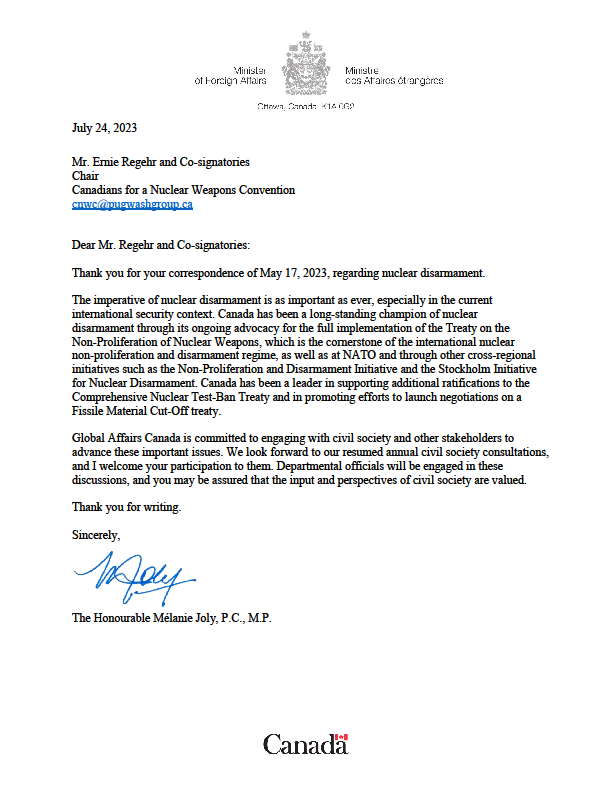 Minister
of Foreign Affairs
Ministre
des Affaires étrangères
Ottawa, Canada K1A 0G2
July 24, 2023
Mr. Ernie Regehr and Co-signatories
Chair
Canadians for a Nuclear Weapons Convention
cnwc@pugwashgroup.ca
Dear Mr. Regehr and Co-signatories:
Thank you for your correspondence of May 17, 2023, regarding nuclear disarmament.
The imperative of nuclear disarmament is as important as ever, especially in the current
international security context. Canada has been a long-standing champion of nuclear
disarmament through its ongoing advocacy for the full implementation of the Treaty on the
Non-Proliferation of Nuclear Weapons, which is the cornerstone of the international nuclear
non-proliferation and disarmament regime, as well as at NATO and through other cross-regional
initiatives such as the Non-Proliferation and Disarmament Initiative and the Stockholm Initiative
for Nuclear Disarmament. Canada has been a leader in supporting additional ratifications to the
Comprehensive Nuclear Test-Ban Treaty and in promoting efforts to launch negotiations on a
Fissile Material Cut-Off treaty.
Global Affairs Canada is committed to engaging with civil society and other stakeholders to
advance these important issues. We look forward to our resumed annual civil society consultations,
and I welcome your participation to them. Departmental officials will be engaged in these
discussions, and you may be assured that the input and perspectives of civil society are valued.
Thank you for writing.
Sincerely,
MJoly
The Honourable Mélanie Joly, P.C., M.P.
Canada